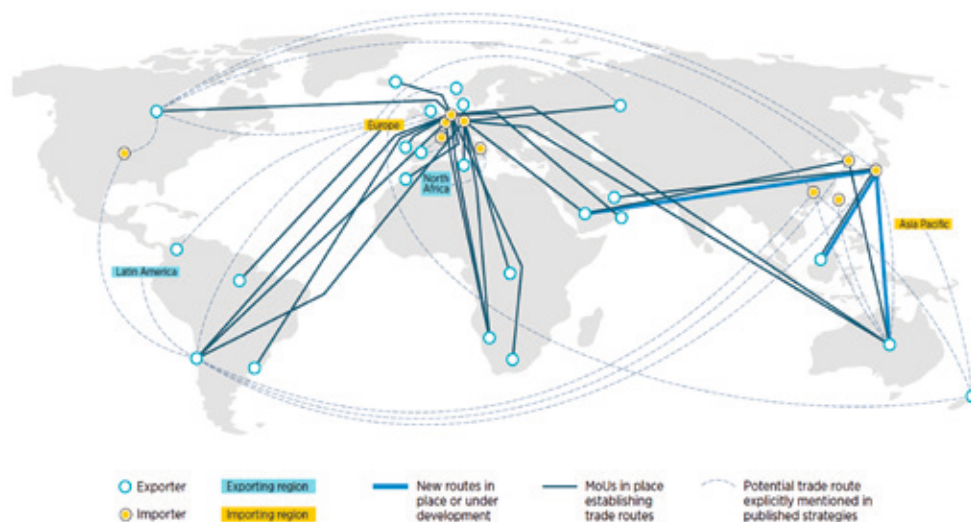 Europe
North
Africa
Asia Pacific
Latin America
Exporter
Exporting region
New routes in
place or under
development
MoUs in place
establishing
trade routes
Potential trade route
explicitly mentioned in
published strategies
Importer
Importing region